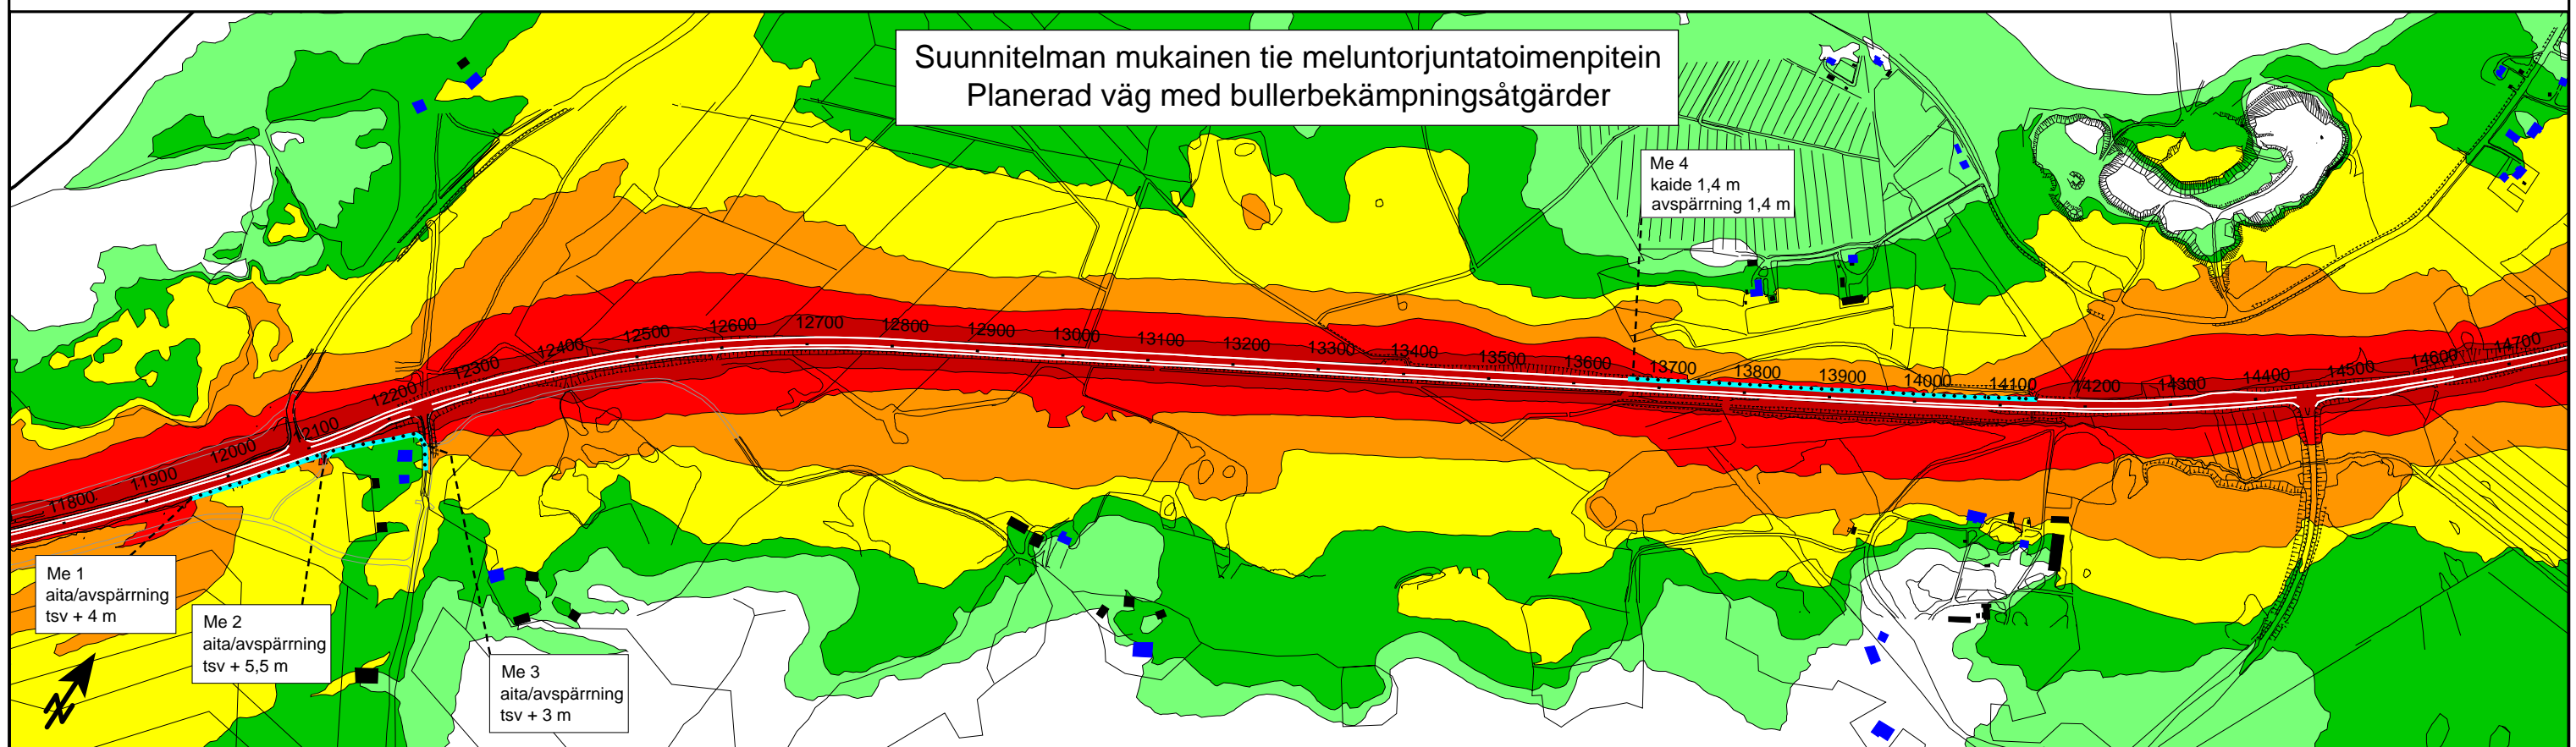 Suunnitelman mukainen tie meluntorjuntatoimenpitein
Planerad väg med bullerbekämpningsåtgärder
Me 4
kaide 1,4 m
avspärrning 1,4 m
11800
11900
12000
12100
12200
12300
12400
12500
12600
12700
12800
12900
13000
13100
13200
13300
13400
13500
13600
13700
13800
13900
14000
14100
14200
14300
14400
14500
14600
14700
Me 1
aita/avspärrning
tsv + 4 m
Me 2
aita/avspärrning
tsv + 5,5 m
Me 3
aita/avspärrning
tsv + 3 m
N